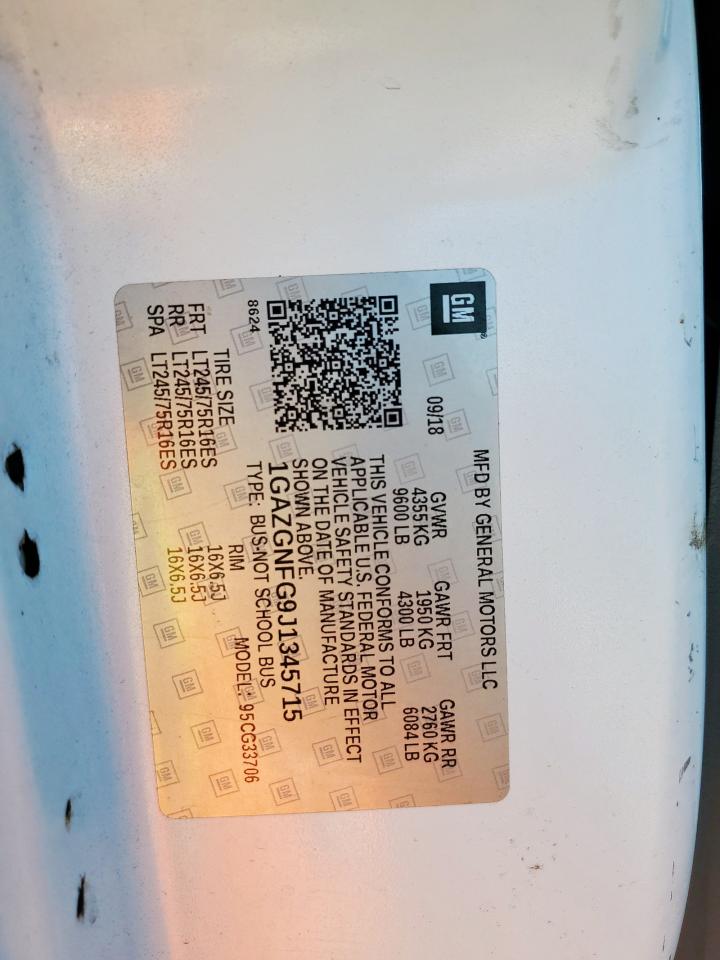 GM
MFD BY GENERAL MOTORS LLC
09/18
GVWR GAWR FRT GAWR RR
4355 KG 1950 KG 2760 KG
9600 LB 4300 LB 6084 LB
THIS VEHICLE CONFORMS TO ALL
APPLICABLE U.S. FEDERAL MOTOR
VEHICLE SAFETY STANDARDS IN EFFECT
ON THE DATE OF MANUFACTURE
SHOWN ABOVE.
1GAZGNFG9J1345715
TYPE: BUS-NOT SCHOOL BUS
8624
MODEL: 95CG33706
TIRE SIZE RIM
FRT LT245/75R16ES 16X6.5J
RR LT245/75R16ES 16X6.5J
SPA LT245/75R16ES 16X6.5J